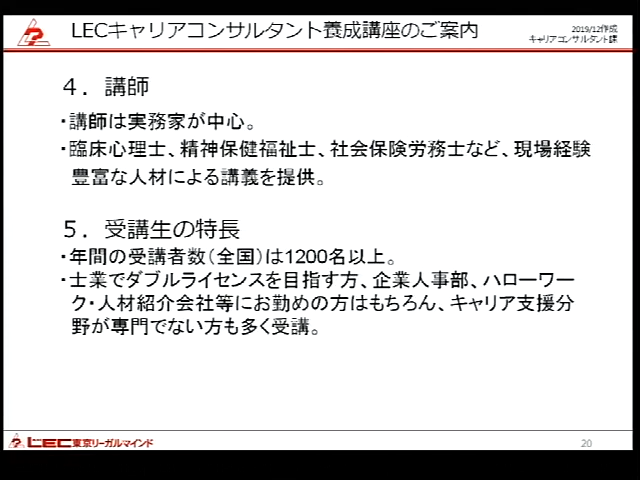 LECキャリアコンサルタント養成講座のご案内
2019/12作成
キャリアコンサルタント課
４．講師
・講師は実務家が中心。
・臨床心理士、精神保健福祉士、社会保険労務士など、現場経験
豊富な人材による講義を提供。
５．受講生の特長
・年間の受講者数（全国）は1200名以上。
・士業でダブルライセンスを目指す方、企業人事部、ハローワー
ク・人材紹介会社等にお勤めの方はもちろん、キャリア支援分
野が専門でない方も多く受講。
LEC東京リーガルマインド
20